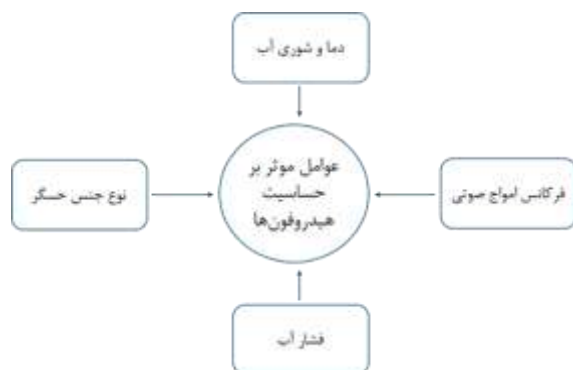 دما و شوری آب
عوامل موثر بر
حساسیت
هیدروفون‌ها
فرکانس امواج صوتی
نوع جنس حسگر
فشار آب